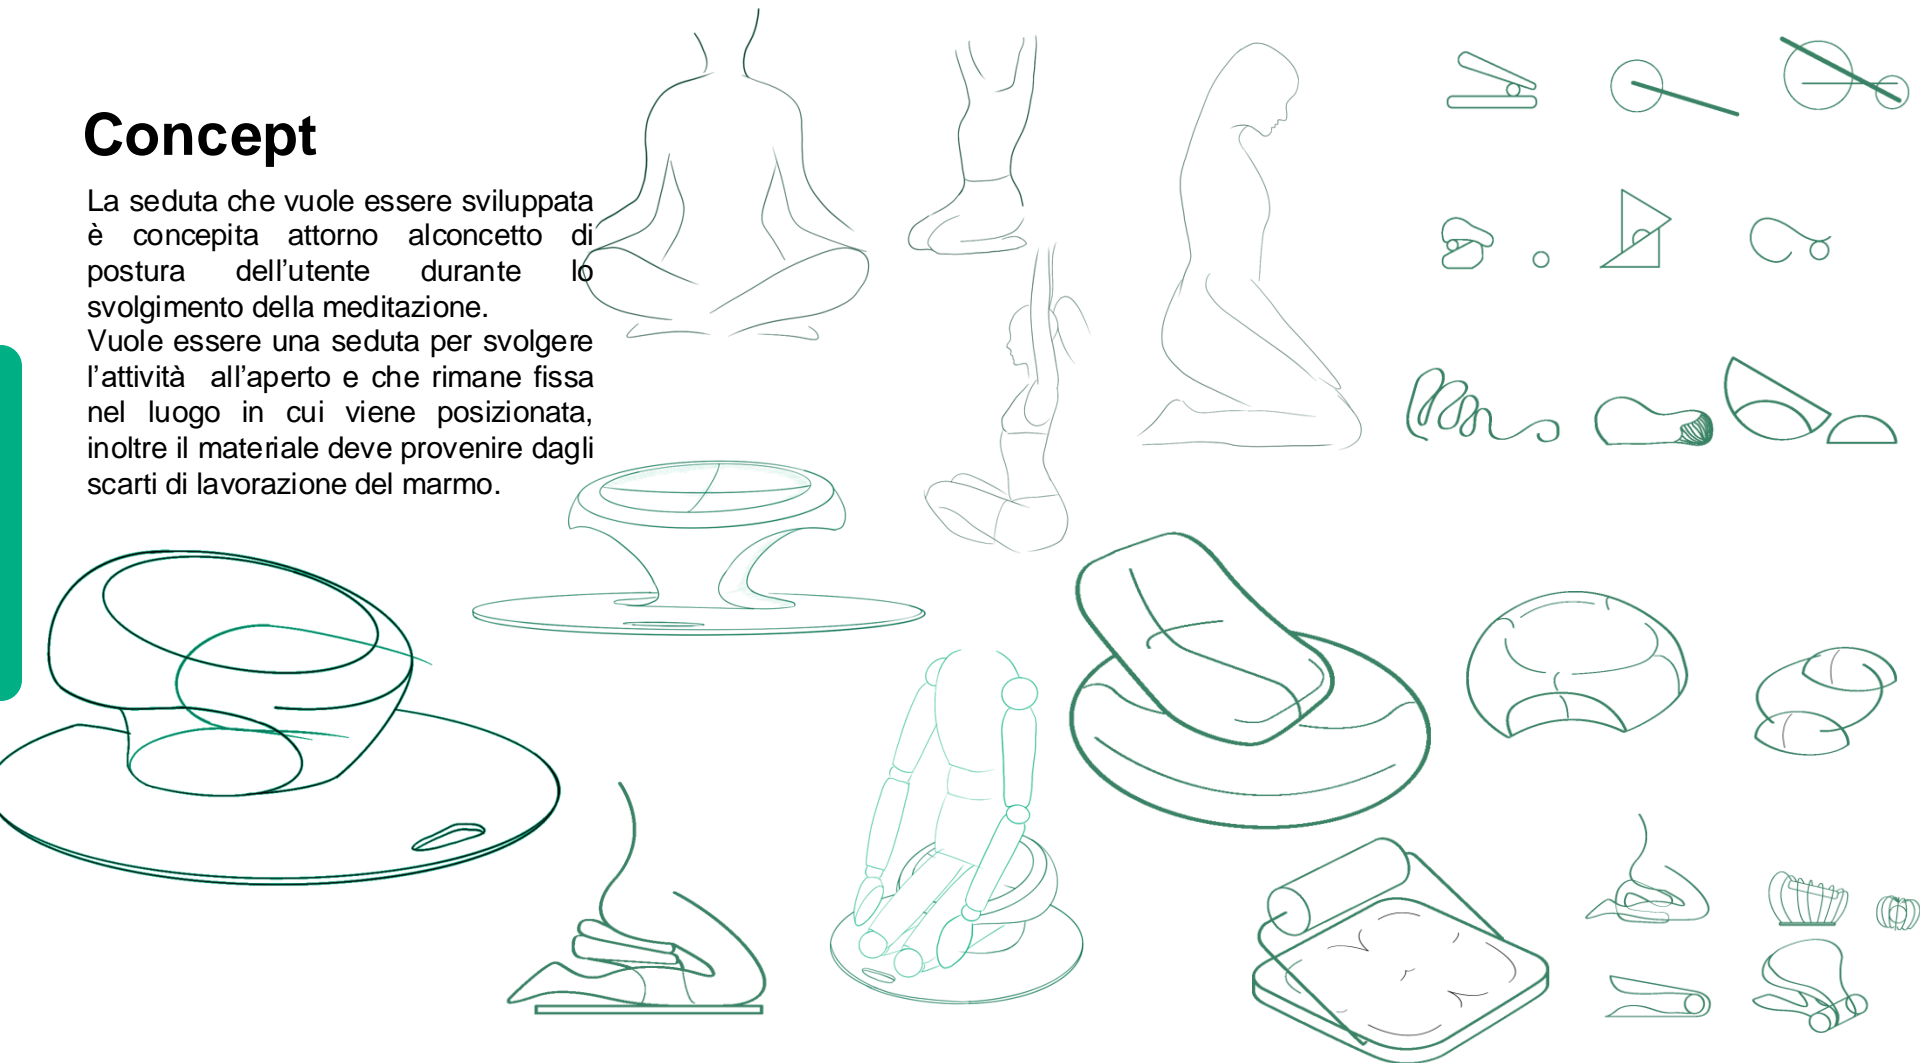 Concept
La seduta che vuole essere sviluppata
è concepita attorno alconcetto di
postura dell’utente durante lo
svolgimento della meditazione.
Vuole essere una seduta per svolgere
l’attività all’aperto e che rimane fissa
nel luogo in cui viene posizionata,
inoltre il materiale deve provenire dagli
scarti di lavorazione del marmo.